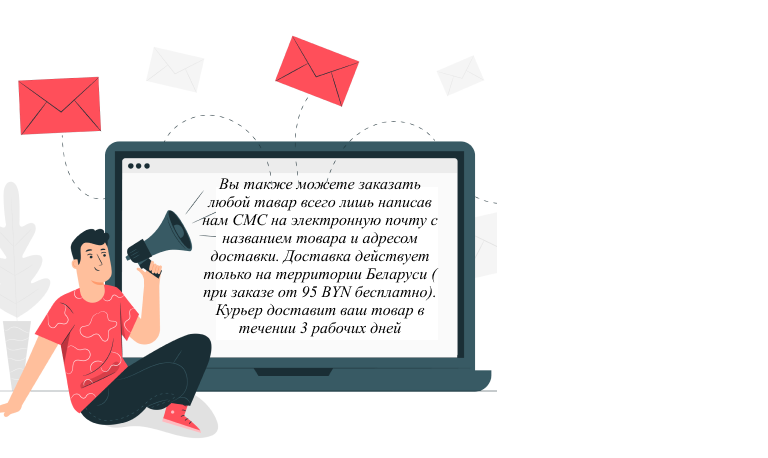 Вы также можете заказать
любой тавар всего лишь написав
нам СМС на электронную почту с
названием товара и адресом
доставки. Доставка действует
только на территории Беларуси (
при заказе от 95 BYN бесплатно).
Курьер доставит ваш товар в
течении 3 рабочих дней